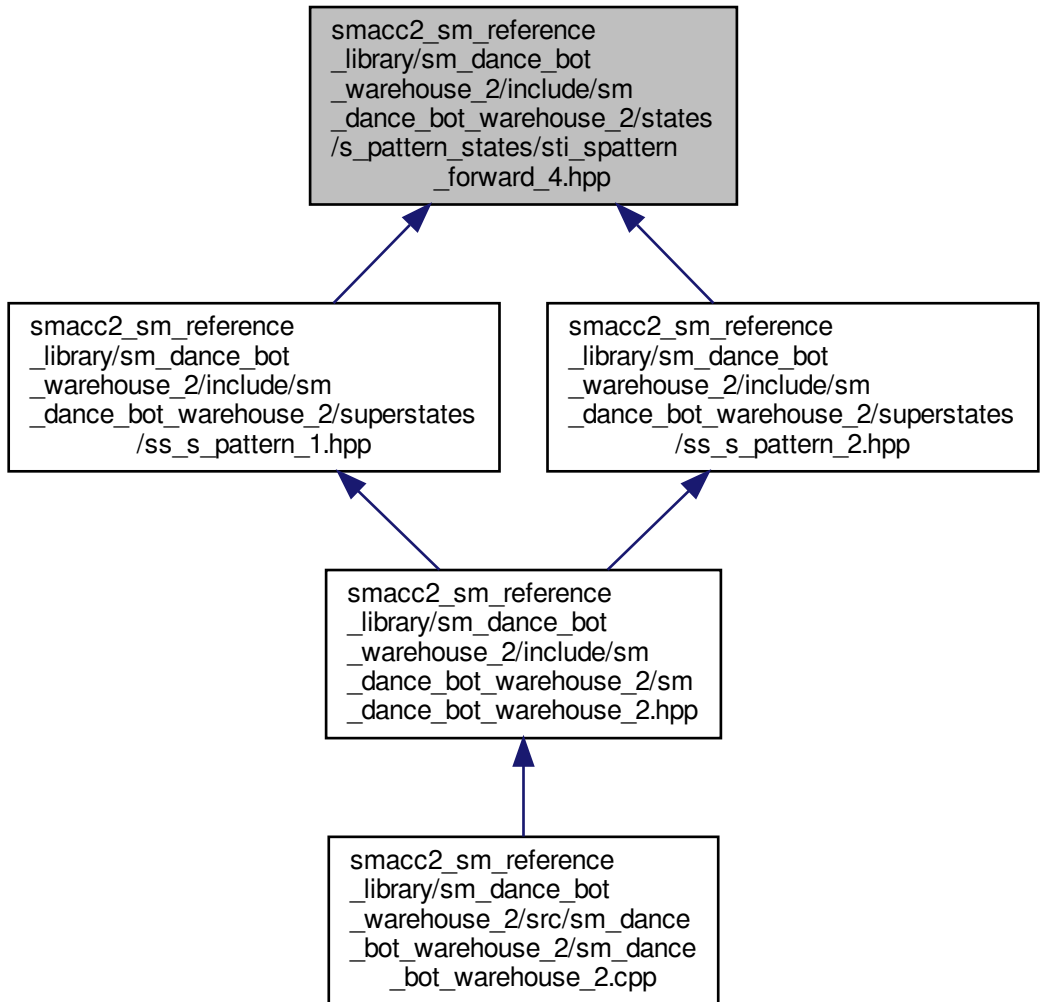 smacc2_sm_reference
_library/sm_dance_bot
_warehouse_2/include/sm
_dance_bot_warehouse_2/states
/s_pattern_states/sti_spattern
_forward_4.hpp
smacc2_sm_reference
_library/sm_dance_bot
_warehouse_2/include/sm
_dance_bot_warehouse_2/superstates
/ss_s_pattern_1.hpp
smacc2_sm_reference
_library/sm_dance_bot
_warehouse_2/include/sm
_dance_bot_warehouse_2/superstates
/ss_s_pattern_2.hpp
smacc2_sm_reference
_library/sm_dance_bot
_warehouse_2/include/sm
_dance_bot_warehouse_2/sm
_dance_bot_warehouse_2.hpp
smacc2_sm_reference
_library/sm_dance_bot
_warehouse_2/src/sm_dance
_bot_warehouse_2/sm_dance
_bot_warehouse_2.cpp